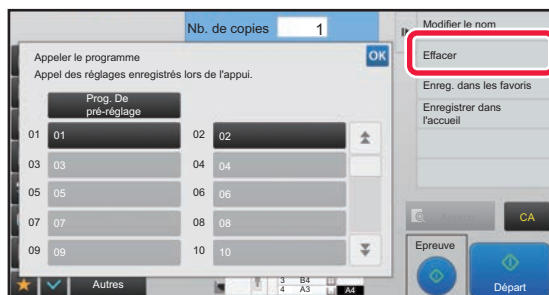 Nb. de copies 1
Appeler le programme
OK
Appel des réglages enregistrés lors de l'appui.
Prog. De
pré-réglage
01 01 02 02
03 03 04 04
05 05 06 06
07 07 08 08
09 09 10 10
Autres
3 B4
4 A3
A4
Modifier le nom
Effacer
Enreg. dans les favoris
Enregistrer dans
l'accueil
CA
Epreuve
Départ